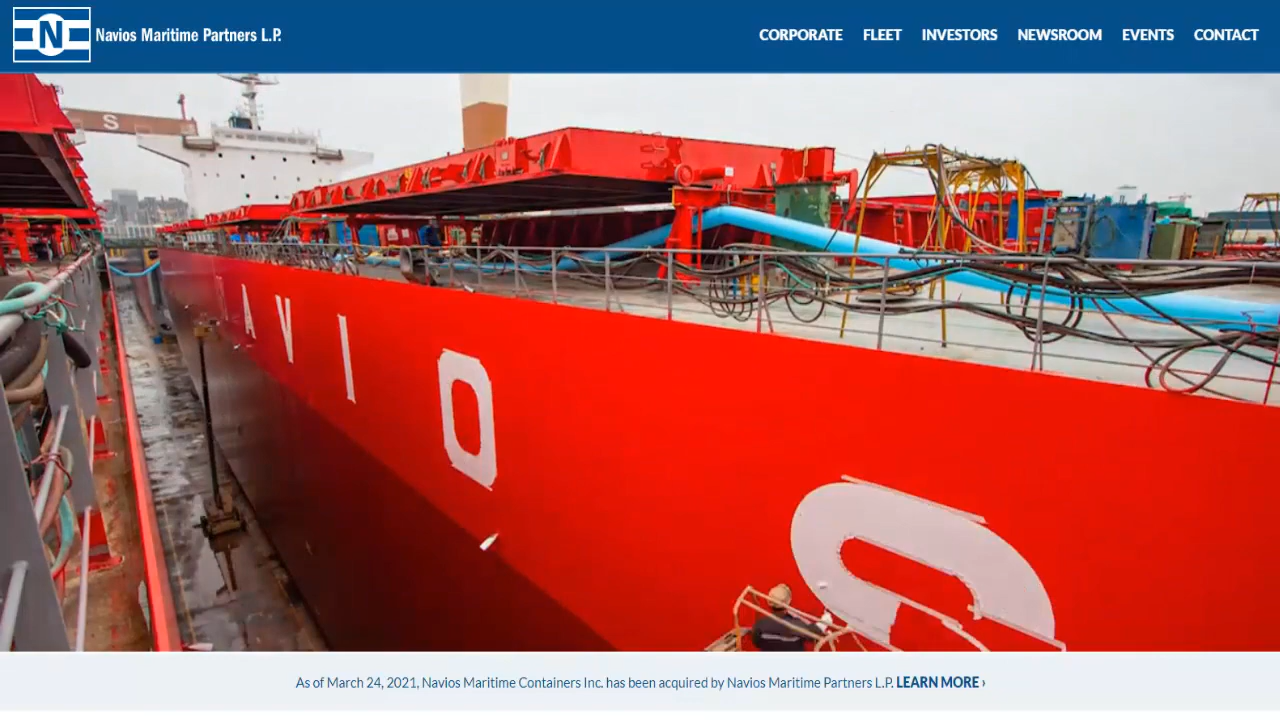 N Navios Maritime Partners L.P.
CORPORATE FLEET INVESTORS NEWSROOM EVENTS CONTACT
S
AVIOS
As of March 24, 2021, Navios Maritime Containers Inc. has been acquired by Navios Maritime Partners L.P. LEARN MORE ›